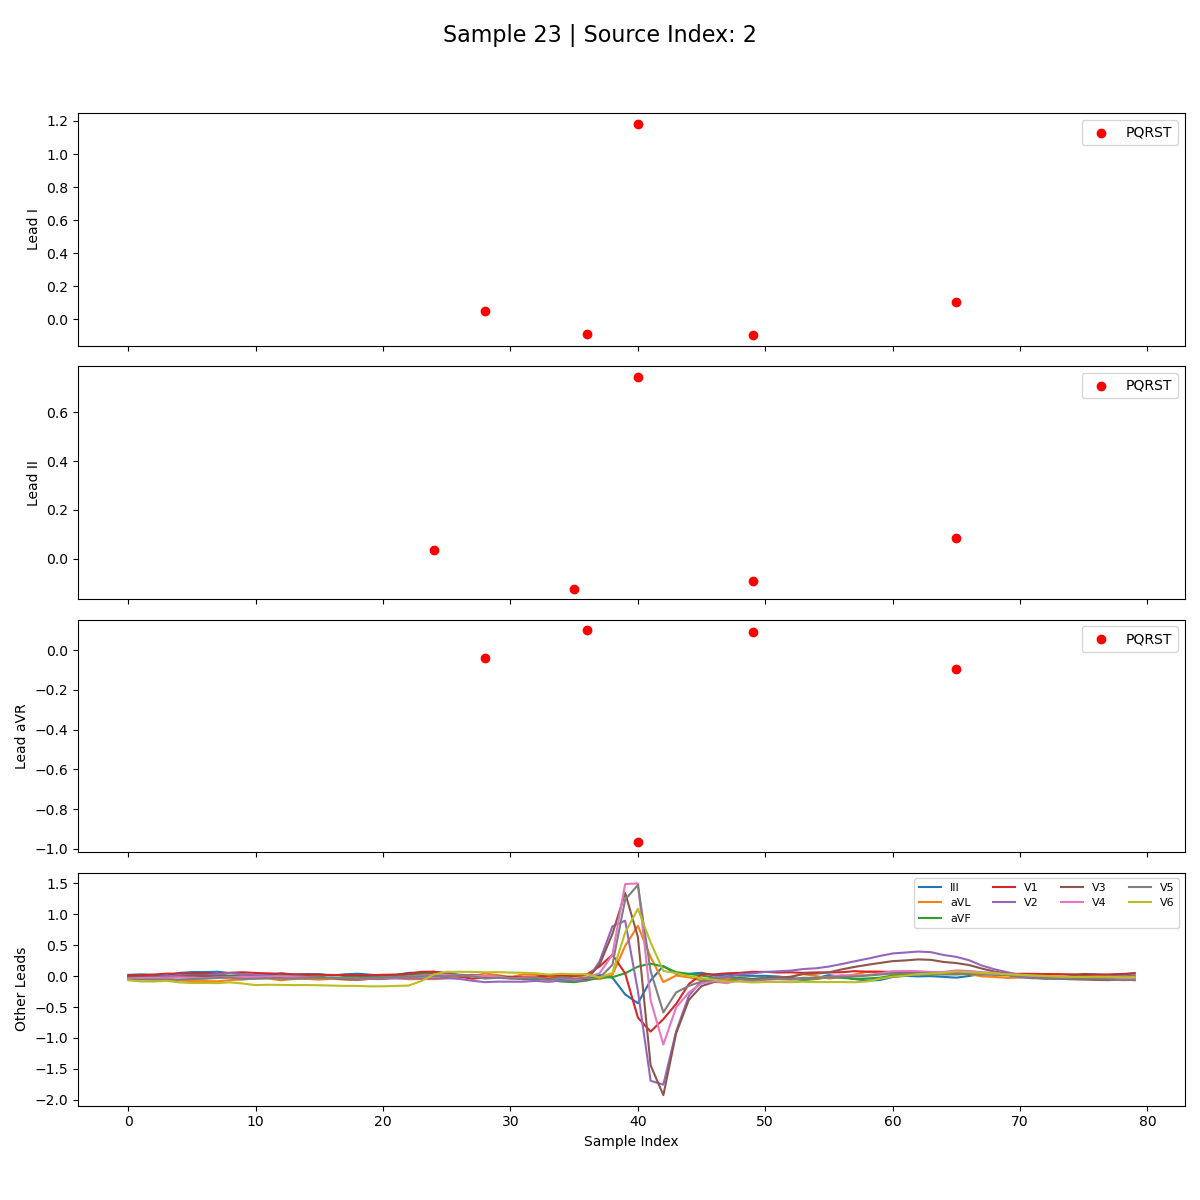 Sample 23 | Source Index: 2
1.2
1.0
0.8
0.6
0.4
0.2
0.0
Lead I
PQRST
0.6
0.4
0.2
0.0
Lead II
PQRST
0.0
−0.2
−0.4
−0.6
−0.8
−1.0
Lead aVR
PQRST
1.5
1.0
0.5
0.0
−0.5
−1.0
−1.5
−2.0
Other Leads
III V1 V3 V5
aVL V2 V4 V6
aVF
0 10 20 30 40 50 60 70 80
Sample Index